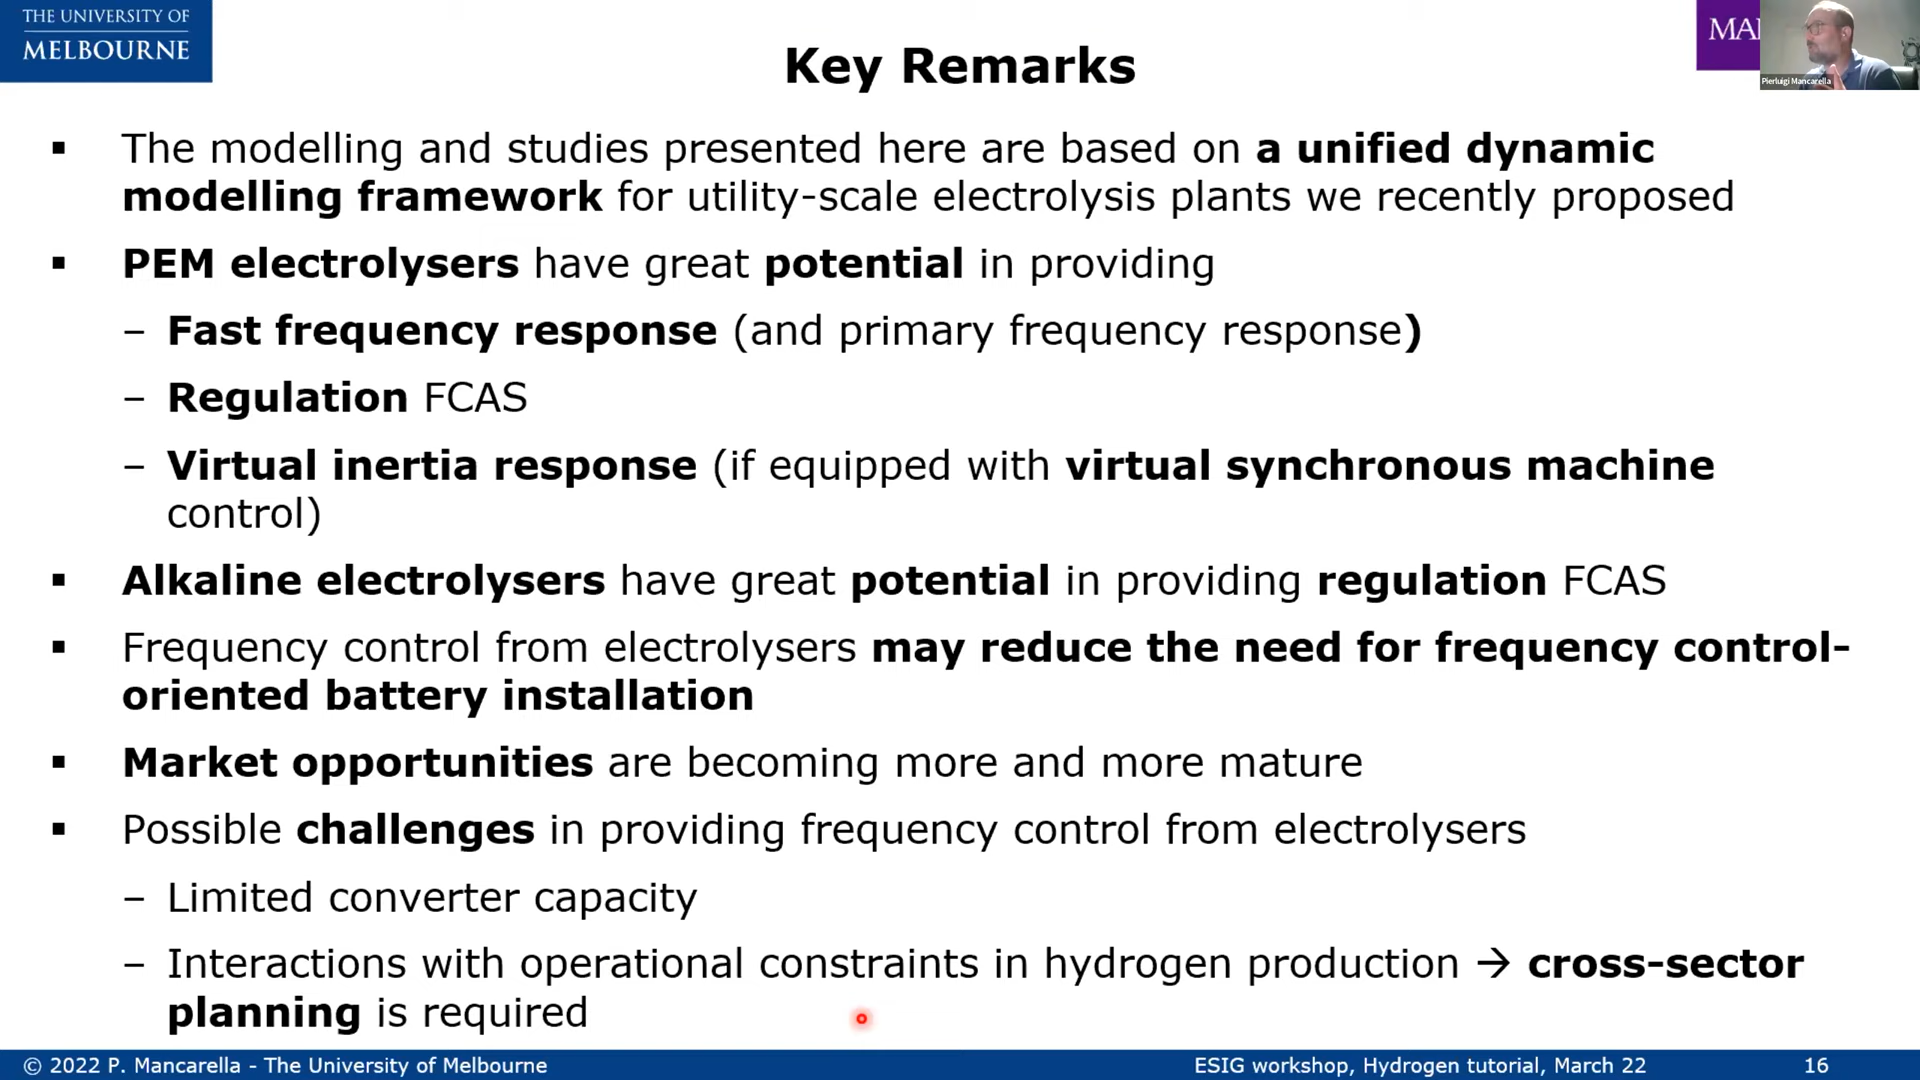 THE UNIVERSITY OF
MELBOURNE
Key Remarks
MA
Pierluigi Mancarella
▪ The modelling and studies presented here are based on a unified dynamic
modelling framework for utility-scale electrolysis plants we recently proposed
▪ PEM electrolysers have great potential in providing
– Fast frequency response (and primary frequency response)
– Regulation FCAS
– Virtual inertia response (if equipped with virtual synchronous machine
control)
▪ Alkaline electrolysers have great potential in providing regulation FCAS
▪ Frequency control from electrolysers may reduce the need for frequency control-
oriented battery installation
▪ Market opportunities are becoming more and more mature
▪ Possible challenges in providing frequency control from electrolysers
– Limited converter capacity
– Interactions with operational constraints in hydrogen production → cross-sector
planning is required
© 2022 P. Mancarella - The University of Melbourne
ESIG workshop, Hydrogen tutorial, March 22
16